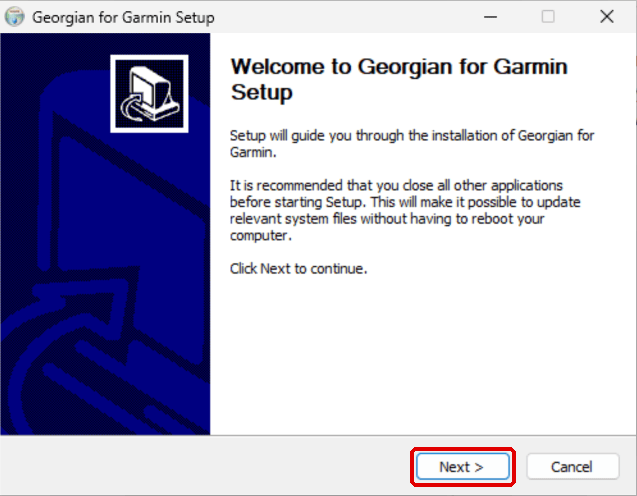 Georgian for Garmin Setup
Welcome to Georgian for Garmin
Setup
Setup will guide you through the installation of Georgian for
Garmin.
It is recommended that you close all other applications
before starting Setup. This will make it possible to update
relevant system files without having to reboot your
computer.
Click Next to continue.
Next >
Cancel